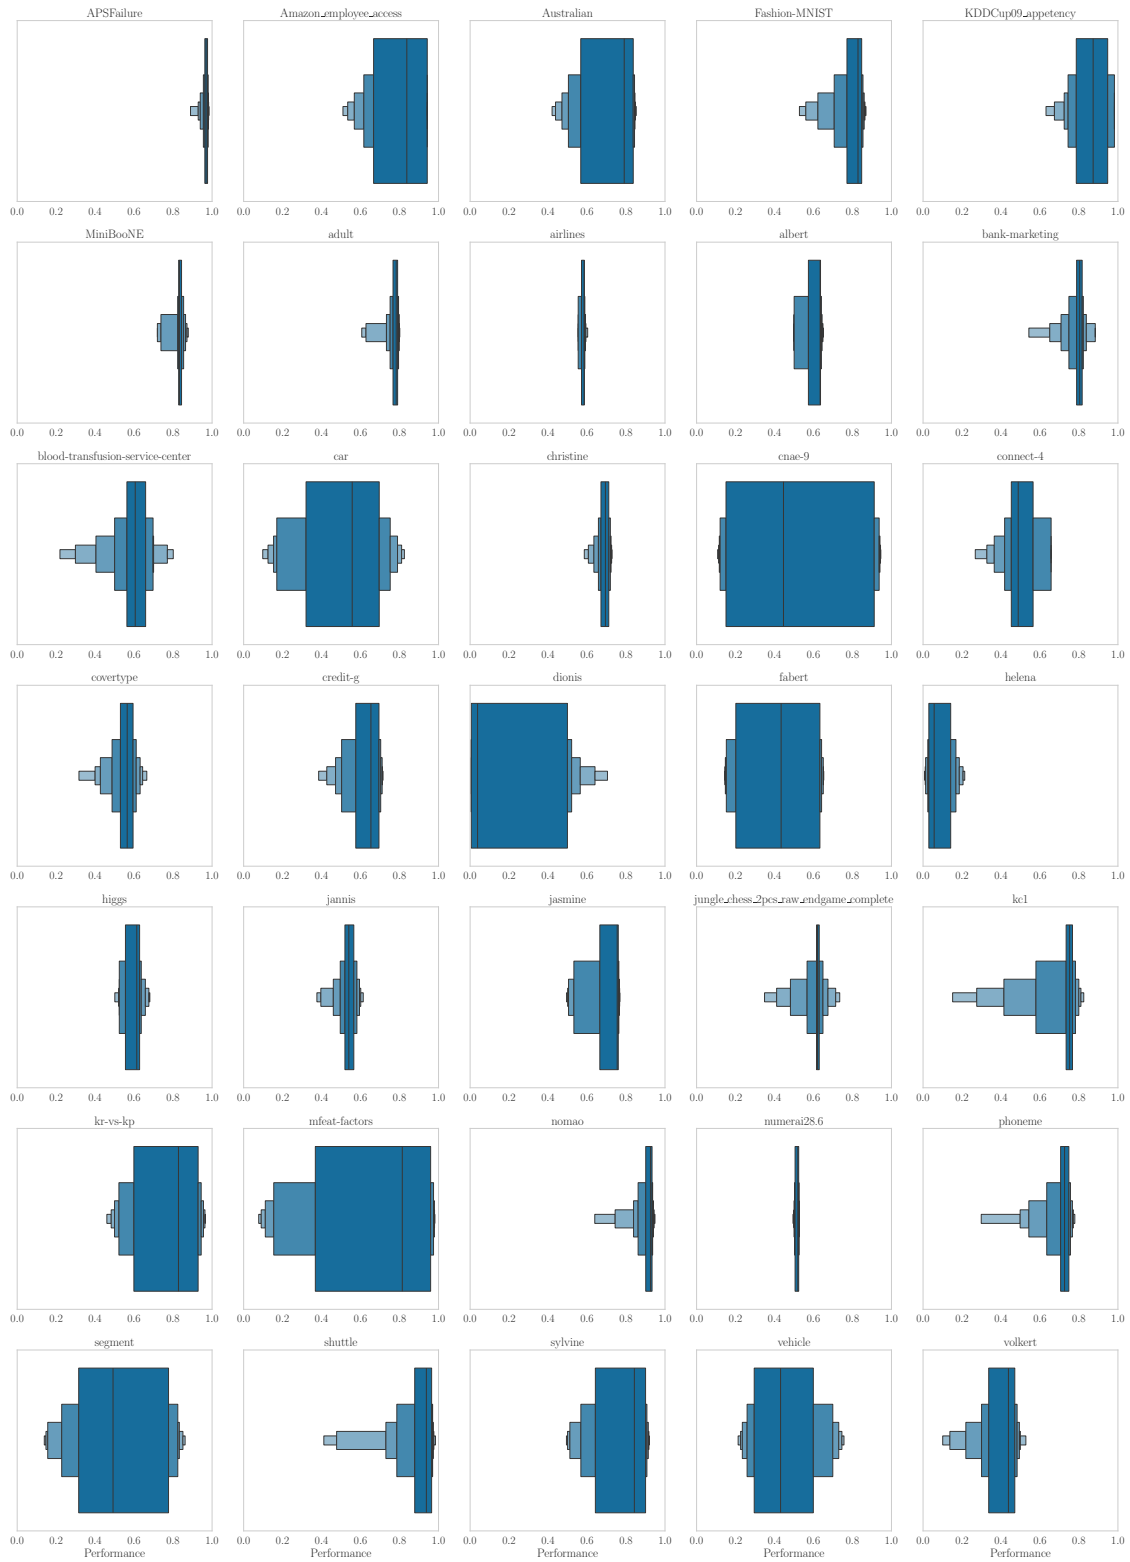 APSFailure Amazon_employee_access Australian Fashion-MNIST KDDCup09_appetency
0.0 0.2 0.4 0.6 0.8 1.0 0.0 0.2 0.4 0.6 0.8 1.0 0.0 0.2 0.4 0.6 0.8 1.0 0.0 0.2 0.4 0.6 0.8 1.0 0.0 0.2 0.4 0.6 0.8 1.0
MiniBooNE adult airlines albert bank-marketing
0.0 0.2 0.4 0.6 0.8 1.0 0.0 0.2 0.4 0.6 0.8 1.0 0.0 0.2 0.4 0.6 0.8 1.0 0.0 0.2 0.4 0.6 0.8 1.0 0.0 0.2 0.4 0.6 0.8 1.0
blood-transfusion-service-center car christine cnae-9 connect-4
0.0 0.2 0.4 0.6 0.8 1.0 0.0 0.2 0.4 0.6 0.8 1.0 0.0 0.2 0.4 0.6 0.8 1.0 0.0 0.2 0.4 0.6 0.8 1.0 0.0 0.2 0.4 0.6 0.8 1.0
covertype credit-g dionis fabert helena
0.0 0.2 0.4 0.6 0.8 1.0 0.0 0.2 0.4 0.6 0.8 1.0 0.0 0.2 0.4 0.6 0.8 1.0 0.0 0.2 0.4 0.6 0.8 1.0 0.0 0.2 0.4 0.6 0.8 1.0
higgs jannis jasmine jungle_chess_2pcs_raw_endgame_complete kc1
0.0 0.2 0.4 0.6 0.8 1.0 0.0 0.2 0.4 0.6 0.8 1.0 0.0 0.2 0.4 0.6 0.8 1.0 0.0 0.2 0.4 0.6 0.8 1.0 0.0 0.2 0.4 0.6 0.8 1.0
kr-vs-kp mfeat-factors nomao numerai28.6 phoneme
0.0 0.2 0.4 0.6 0.8 1.0 0.0 0.2 0.4 0.6 0.8 1.0 0.0 0.2 0.4 0.6 0.8 1.0 0.0 0.2 0.4 0.6 0.8 1.0 0.0 0.2 0.4 0.6 0.8 1.0
segment shuttle sylvine vehicle volkert
0.0 0.2 0.4 0.6 0.8 1.0 0.0 0.2 0.4 0.6 0.8 1.0 0.0 0.2 0.4 0.6 0.8 1.0 0.0 0.2 0.4 0.6 0.8 1.0 0.0 0.2 0.4 0.6 0.8 1.0
Performance Performance Performance Performance Performance